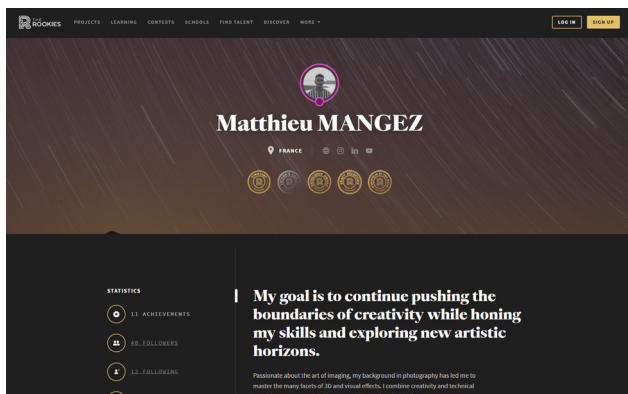 THE
ROOKIES
PROJECTS LEARNING CONTESTS SCHOOLS FIND TALENT DISCOVER MORE
LOG IN
SIGN UP
Matthieu MANGEZ
FRANCE
STATISTICS
11 ACHIEVEMENTS
40 FOLLOWERS
12 FOLLOWING
My goal is to continue pushing the
boundaries of creativity while honing
my skills and exploring new artistic
horizons.
Passionate about the art of imaging, my background in photography has led me to
master the many facets of 3D and visual effects. I combine creativity and technical